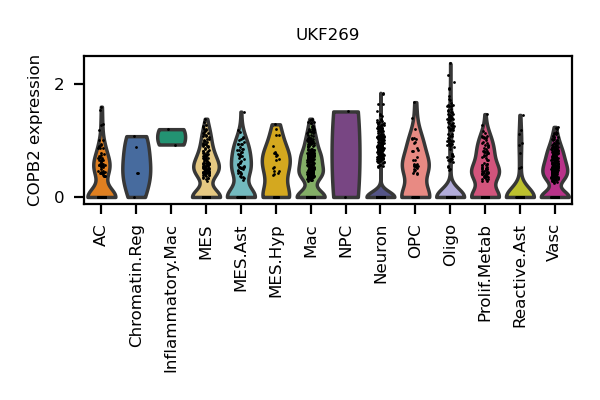 UKF269
COPB2 expression
2
0
AC
Chromatin.Reg
Inflammatory.Mac
MES
MES.Ast
MES.Hyp
Mac
NPC
Neuron
OPC
Oligo
Prolif.Metab
Reactive.Ast
Vasc